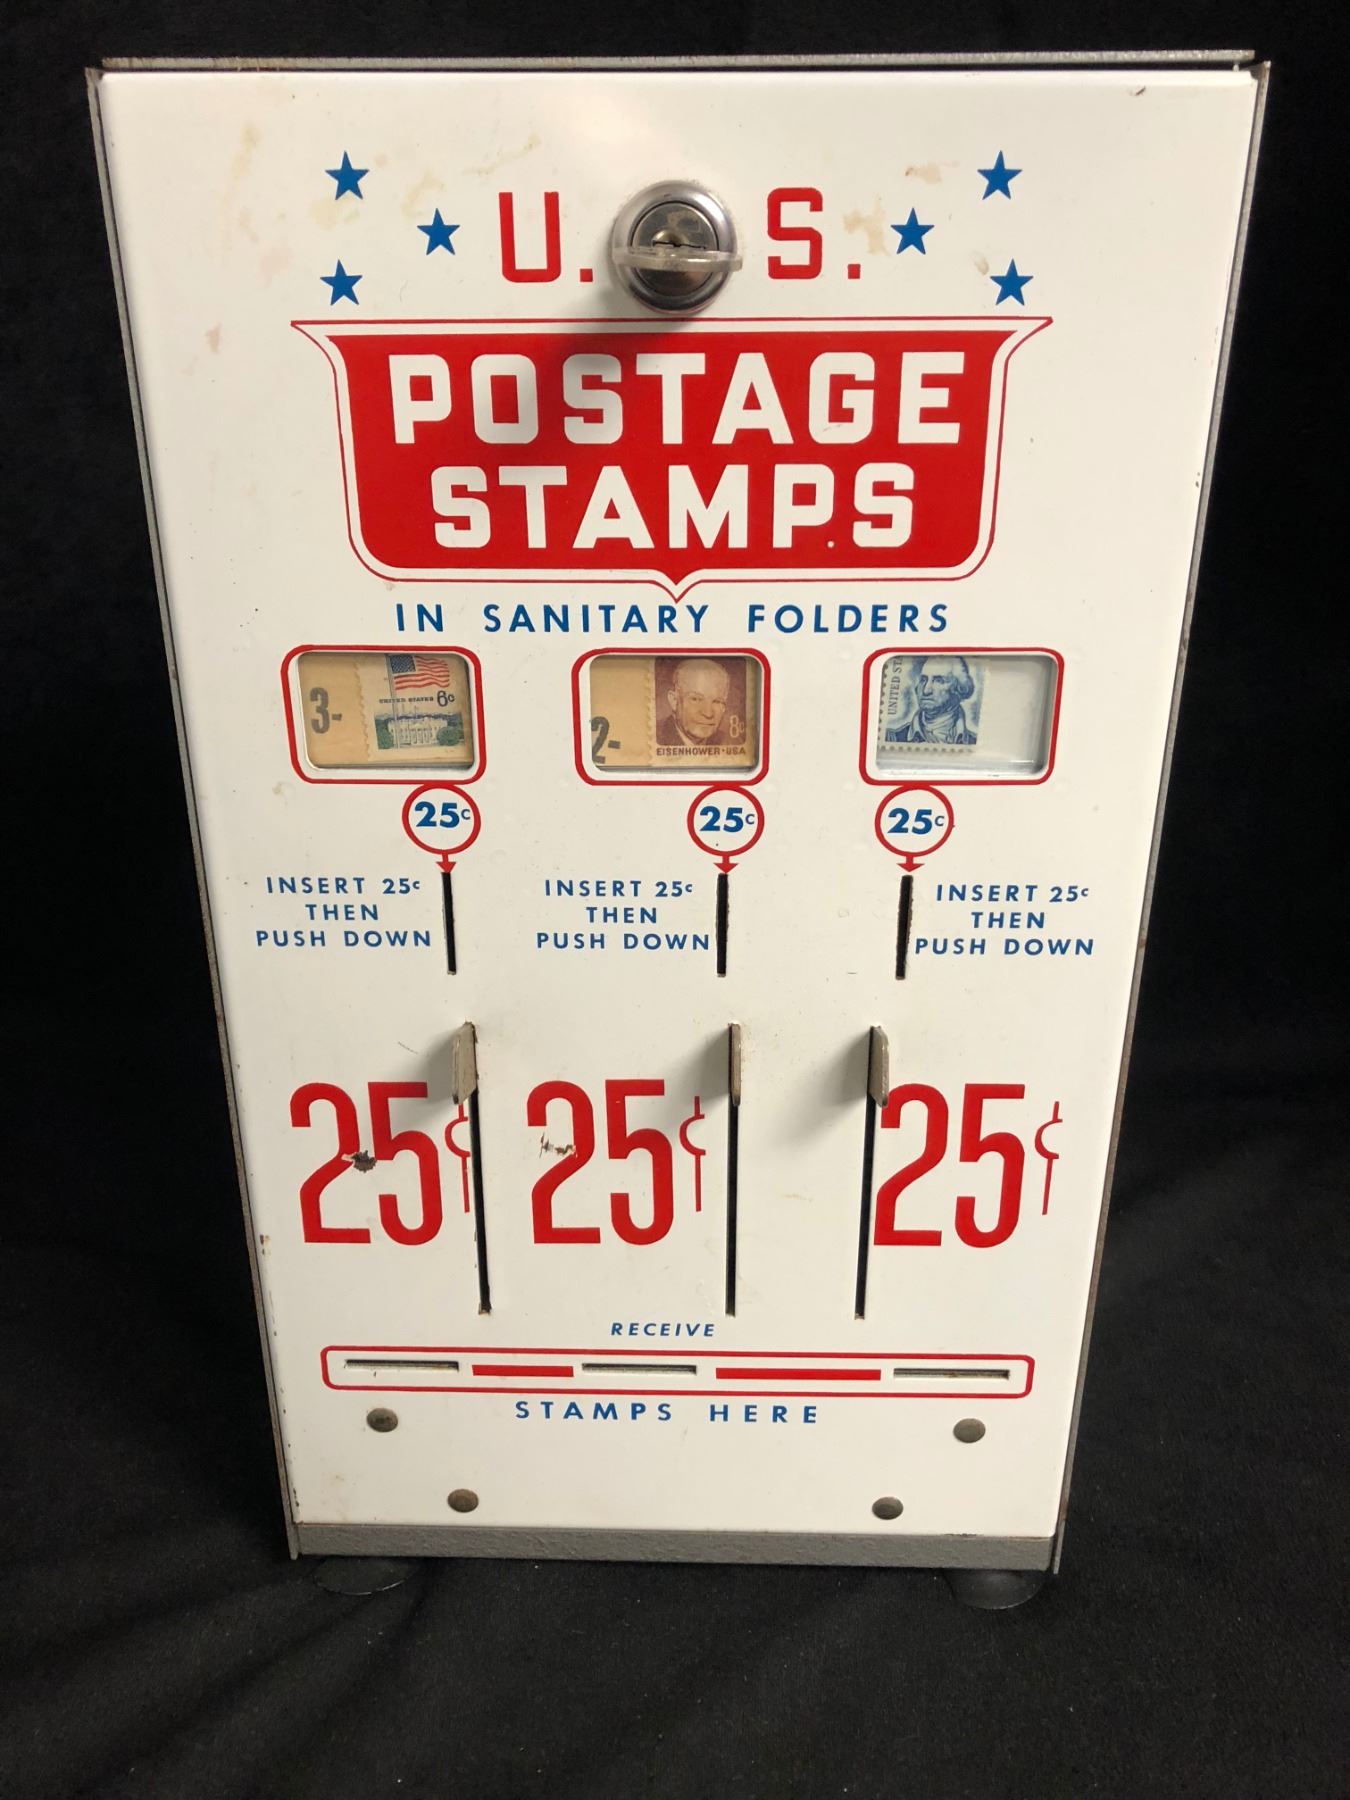 U. S.
POSTAGE
STAMPS
IN SANITARY FOLDERS
3-
UNITED STATES 6c
2-
8c
EISENHOWER·USA
UNITED ST
25c 25c 25c
INSERT 25c
THEN
PUSH DOWN
INSERT 25c
THEN
PUSH DOWN
INSERT 25c
THEN
PUSH DOWN
25¢ 25¢ 25¢
RECEIVE
STAMPS HERE